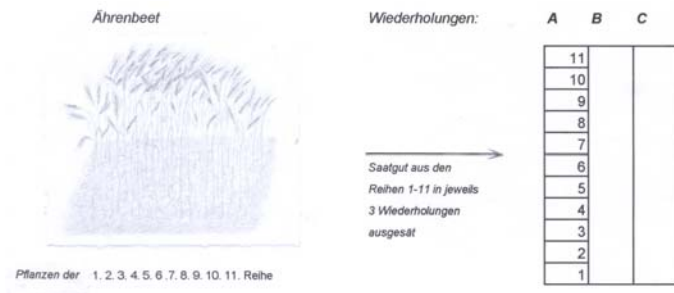 Ährenbeet
Wiederholungen: A B C
11
10
9
8
7
6
5
4
3
2
1
Saatgut aus den
Reihen 1-11 in jeweils
3 Wiederholungen
ausgesät
Pflanzen der 1. 2. 3. 4. 5. 6 .7. 8. 9. 10. 11. Reihe